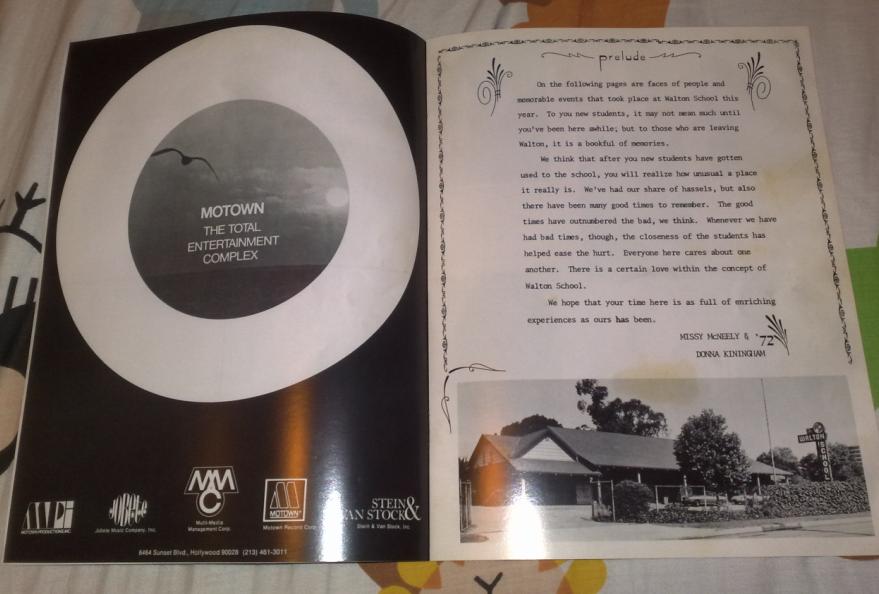 MOTOWN
THE TOTAL
ENTERTAINMENT
COMPLEX
MVPi
MOTOWN PRODUCTIONS, INC.
JOBETE
Jobete Music Company, Inc.
MMC
Multi-Media
Management Corp.
MOTOWN
Motown Record Corp
STEIN &
VAN STOCK &
Stein & Van Stock, Inc.
6464 Sunset Blvd., Hollywood 90028 (213) 461-3011
prelude
On the following pages are faces of people and
memorable events that took place at Walton School this
year. To you new students, it may not mean much until
you've been here awhile; but to those who are leaving
Walton, it is a bookful of memories.
We think that after you new students have gotten
used to the school, you will realize how unusual a place
it really is. We've had our share of hassels, but also
there have been many good times to remember. The good
times have outnumbered the bad, we think. Whenever we have
had bad times, though, the closeness of the students has
helped ease the hurt. Everyone here cares about one
another. There is a certain love within the concept of
Walton School.
We hope that your time here is as full of enriching
experiences as ours has been.
MISSY McNEELY & '72
DONNA KININGHAM
WALTON
SCHOOL